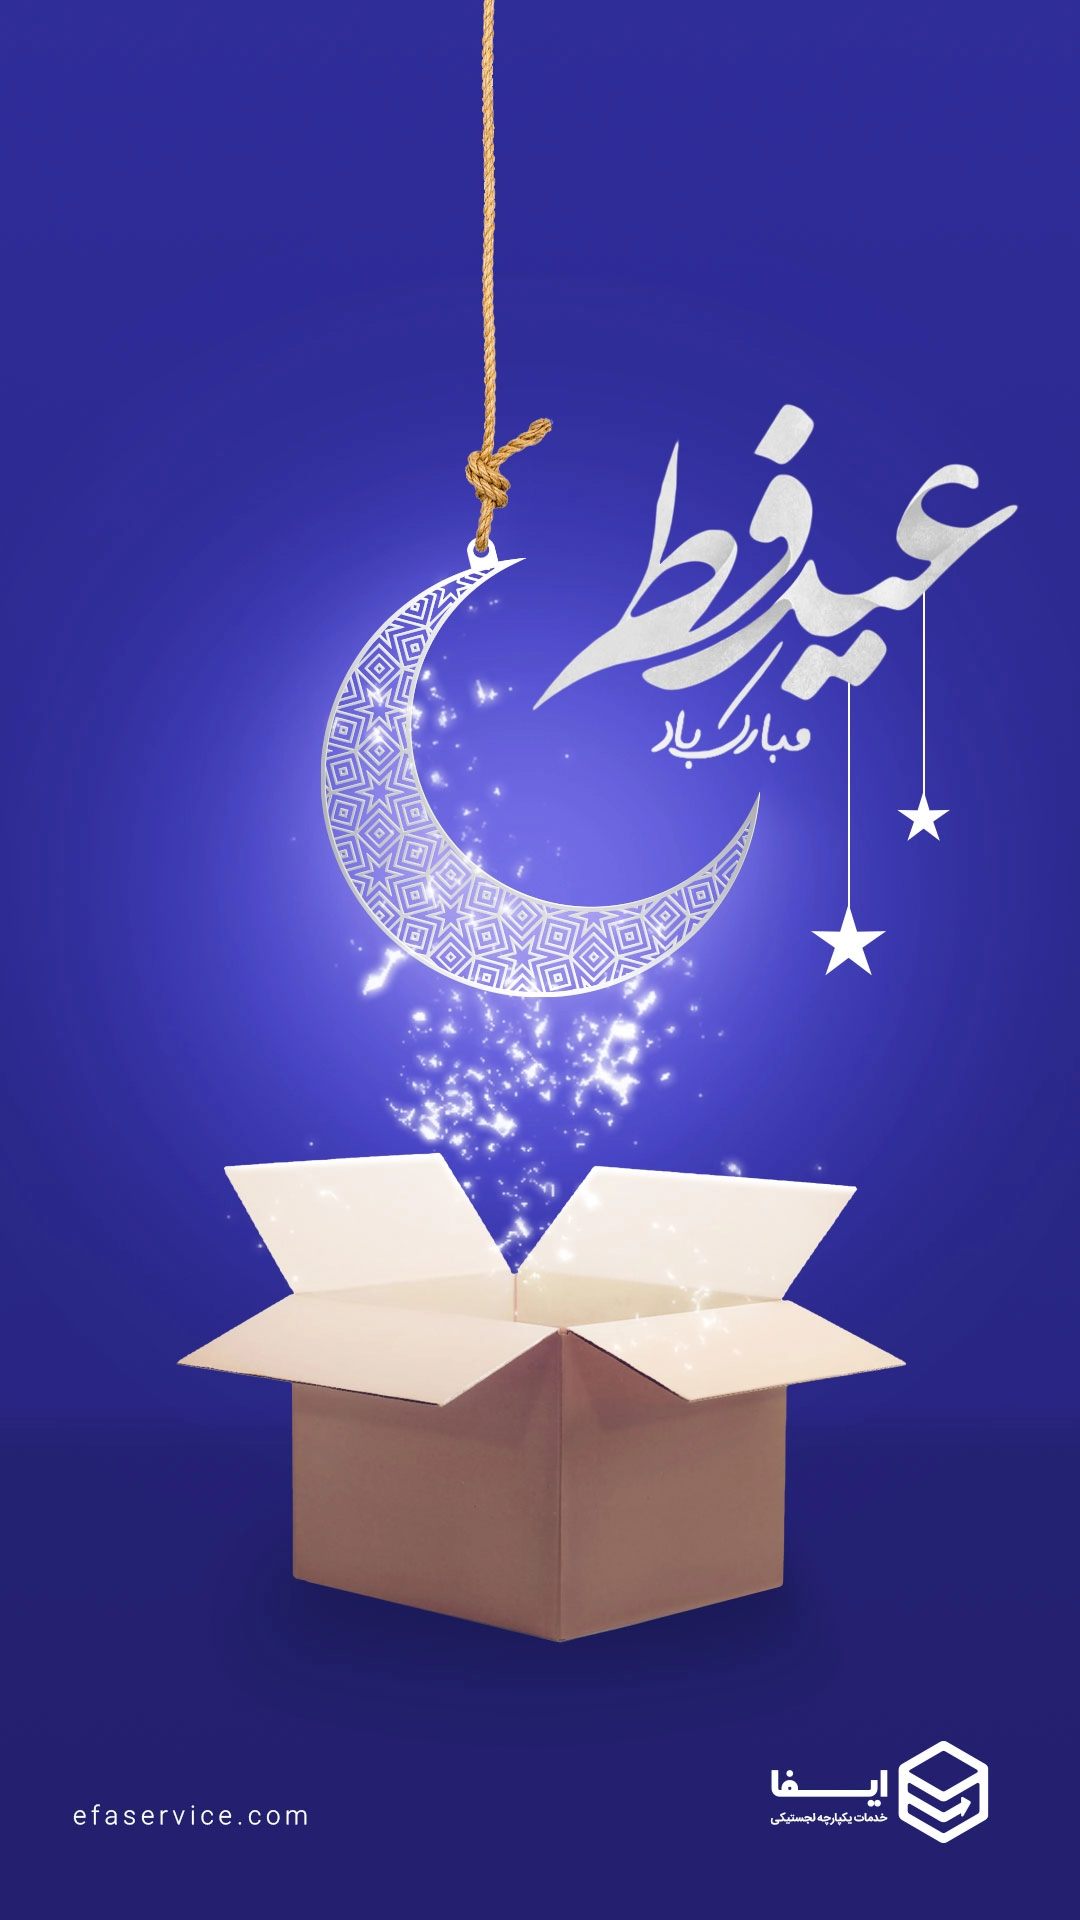 عید فطر
مبارک باد
ایفا
خدمات یکپارچه لجستیکی
efaservice.com